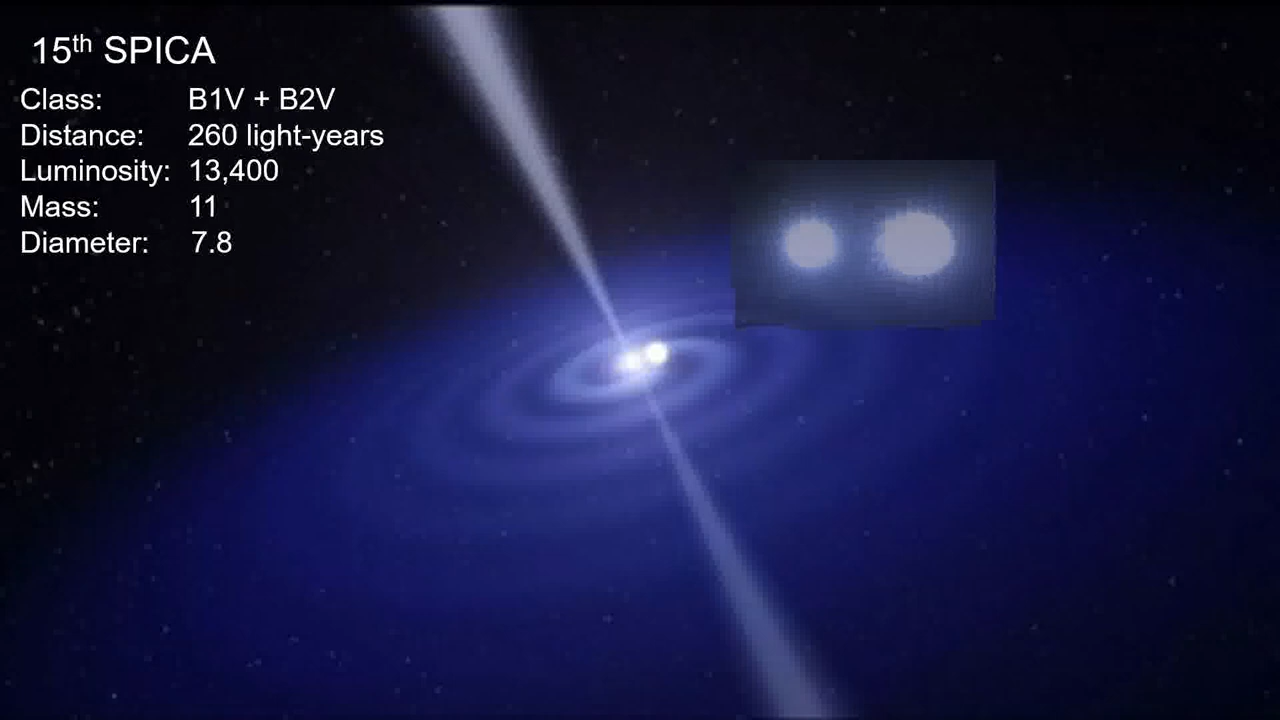 15th SPICA
Class: B1V + B2V
Distance: 260 light-years
Luminosity: 13,400
Mass: 11
Diameter: 7.8